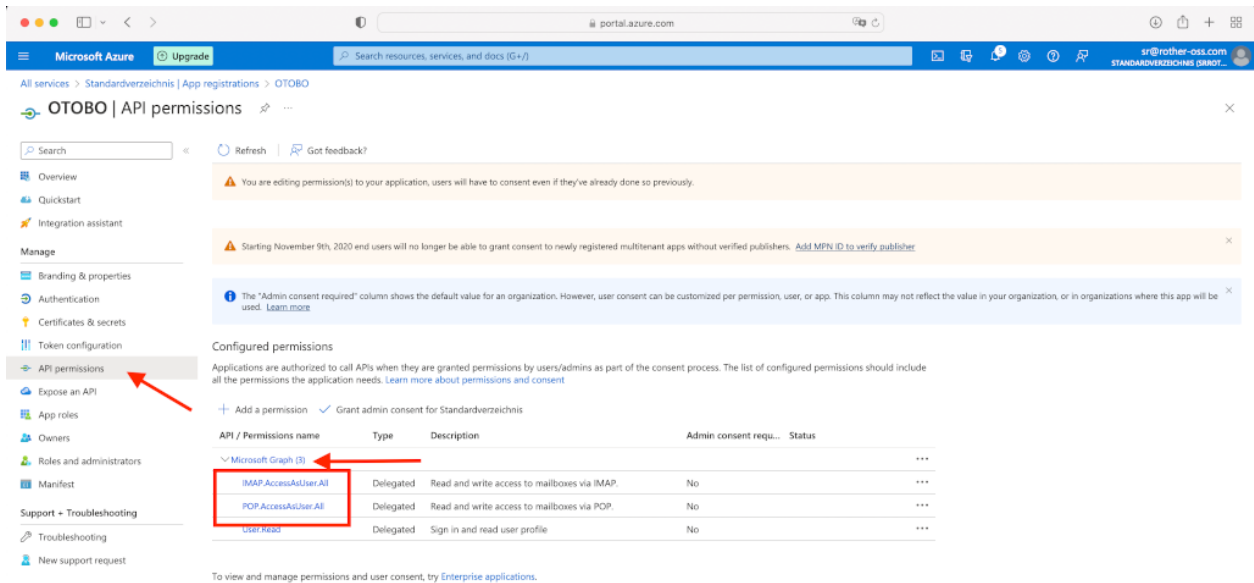 portal.azure.com
Microsoft Azure
Upgrade
Search resources, services, and docs (G+/)
5
sr@rother-oss.com
STANDARDVERZEICHNIS (SRROT...
All services > Standardverzeichnis | App registrations > OTOBO
OTOBO | API permissions
Search
Refresh
Got feedback?
Overview
Quickstart
Integration assistant
Manage
Branding & properties
Authentication
Certificates & secrets
Token configuration
API permissions
Expose an API
App roles
Owners
Roles and administrators
Manifest
Support + Troubleshooting
Troubleshooting
New support request
You are editing permission(s) to your application, users will have to consent even if they've already done so previously.
Starting November 9th, 2020 end users will no longer be able to grant consent to newly registered multitenant apps without verified publishers. Add MPN ID to verify publisher
The "Admin consent required" column shows the default value for an organization. However, user consent can be customized per permission, user, or app. This column may not reflect the value in your organization, or in organizations where this app will be
used. Learn more
Configured permissions
Applications are authorized to call APIs when they are granted permissions by users/admins as part of the consent process. The list of configured permissions should include
all the permissions the application needs. Learn more about permissions and consent
Add a permission
Grant admin consent for Standardverzeichnis
API / Permissions name Type Description Admin consent requ... Status
Microsoft Graph (3)
IMAP.AccessAsUser.All Delegated Read and write access to mailboxes via IMAP. No
POP.AccessAsUser.All Delegated Read and write access to mailboxes via POP. No
User.Read Delegated Sign in and read user profile No
To view and manage permissions and user consent, try Enterprise applications.